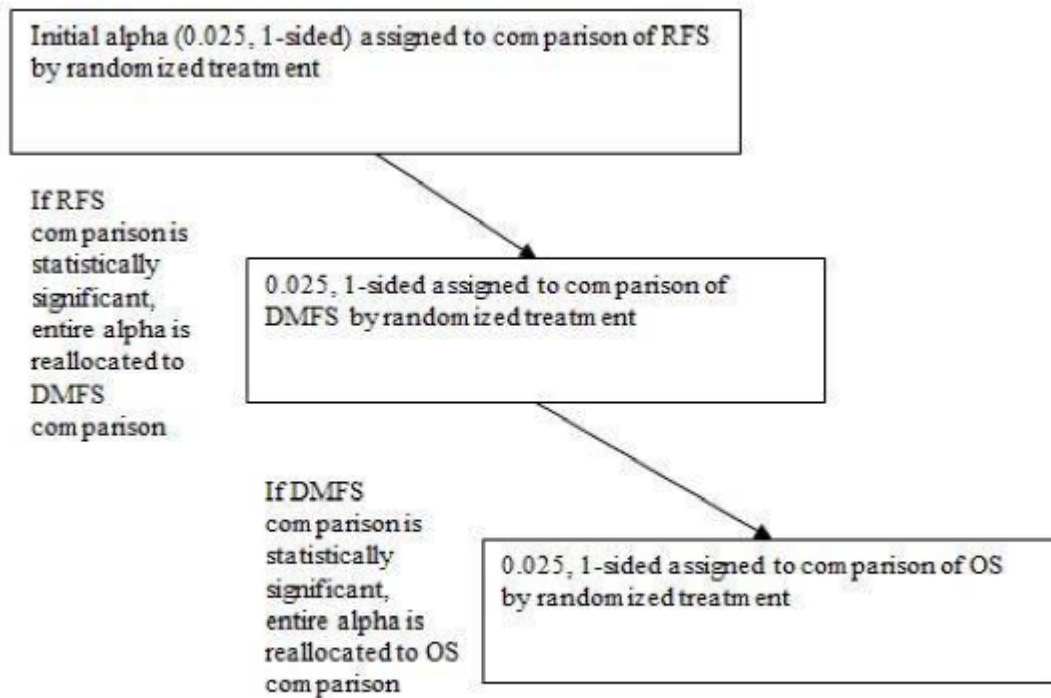 Initial alpha (0.025, 1-sided) assigned to comparison of RFS
by randomized treatment
If RFS
comparison is
statistically
significant,
entire alpha is
reallocated to
DMFS
comparison
0.025, 1-sided assigned to comparison of
DMFS by randomized treatment
If DMFS
comparison is
statistically
significant,
entire alpha is
reallocated to OS
comparison
0.025, 1-sided assigned to comparison of OS
by randomized treatment